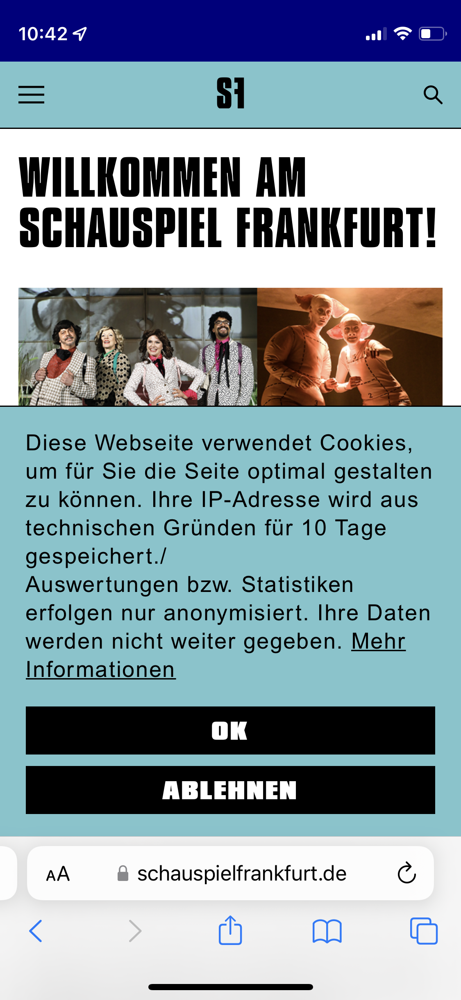 10:42
SF
WILLKOMMEN AM
SCHAUSPIEL FRANKFURT!
Diese Webseite verwendet Cookies,
um für Sie die Seite optimal gestalten
zu können. Ihre IP-Adresse wird aus
technischen Gründen für 10 Tage
gespeichert./
Auswertungen bzw. Statistiken
erfolgen nur anonymisiert. Ihre Daten
werden nicht weiter gegeben. Mehr
Informationen
OK
ABLEHNEN
AA schauspielfrankfurt.de